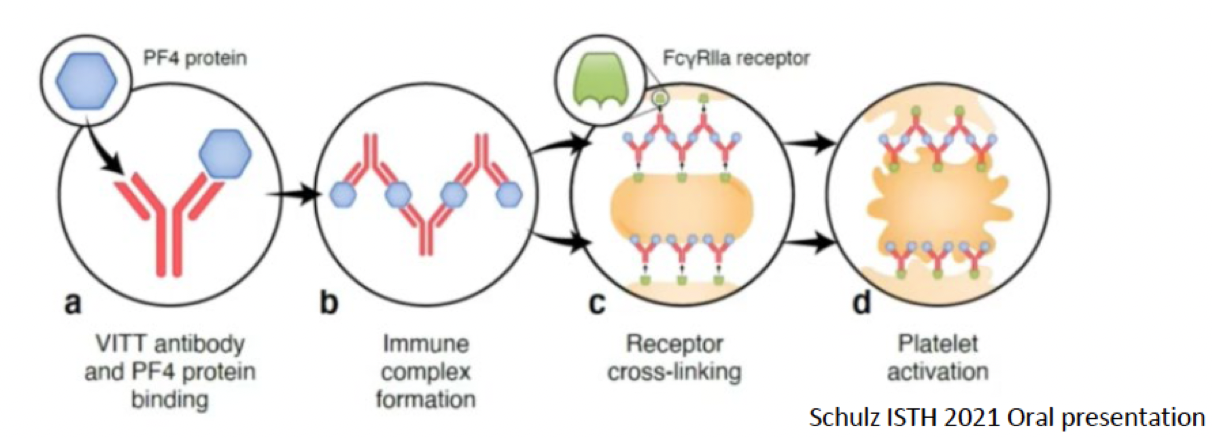 PF4 protein
FcγRIIa receptor
a
b
c
d
VITT antibody
and PF4 protein
binding
Immune
complex
formation
Receptor
cross-linking
Platelet
activation
Schulz ISTH 2021 Oral presentation